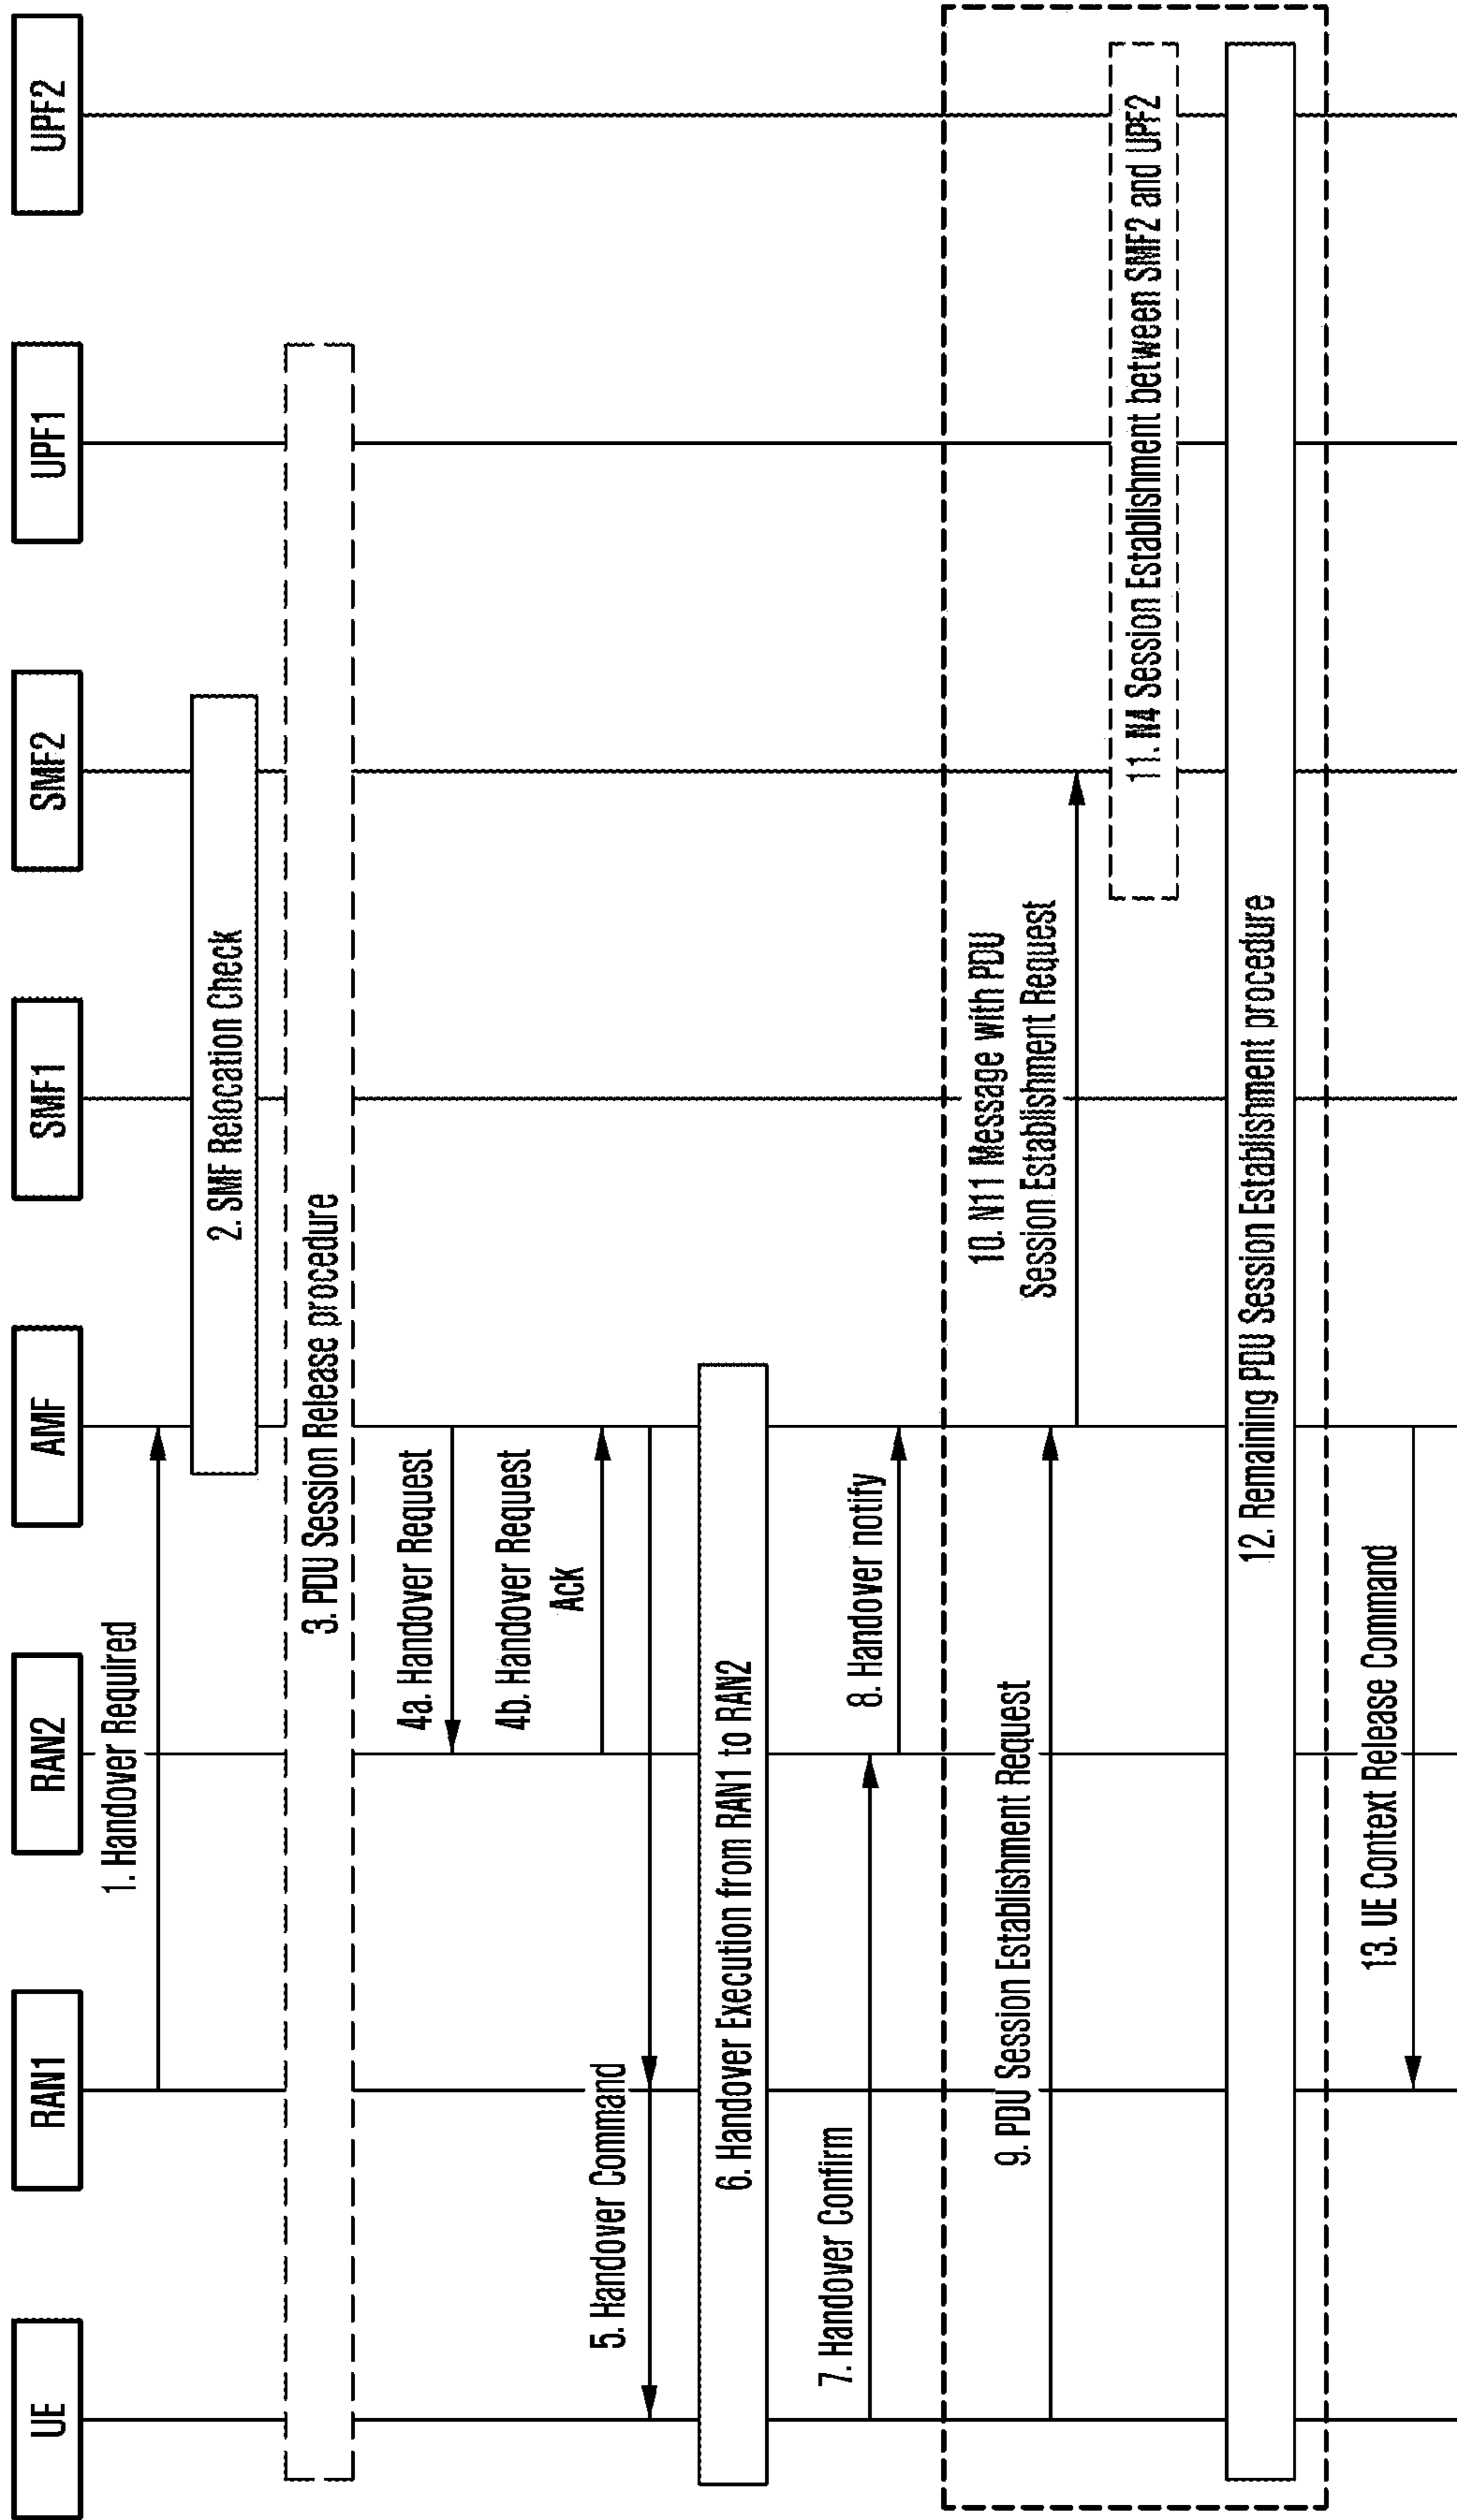 UE
RAN1
RAN2
AMF
SMF1
SMF2
UPF1
UPF2
1. Handover Required
2. SMF Relocation Check
3. PDU Session Release procedure
4a. Handover Request
4b. Handover Request
Ack
5. Handover Command
6. Handover Execution from RAN1 to RAN2
7. Handover Confirm
8. Handover notify
9. PDU Session Establishment Request
10. N11 Message with PDU
Session Establishment Request
11. N4 Session Establishment between SMF2 and UPF2
12. Remaining PDU Session Establishment procedure
13. UE Context Release Command